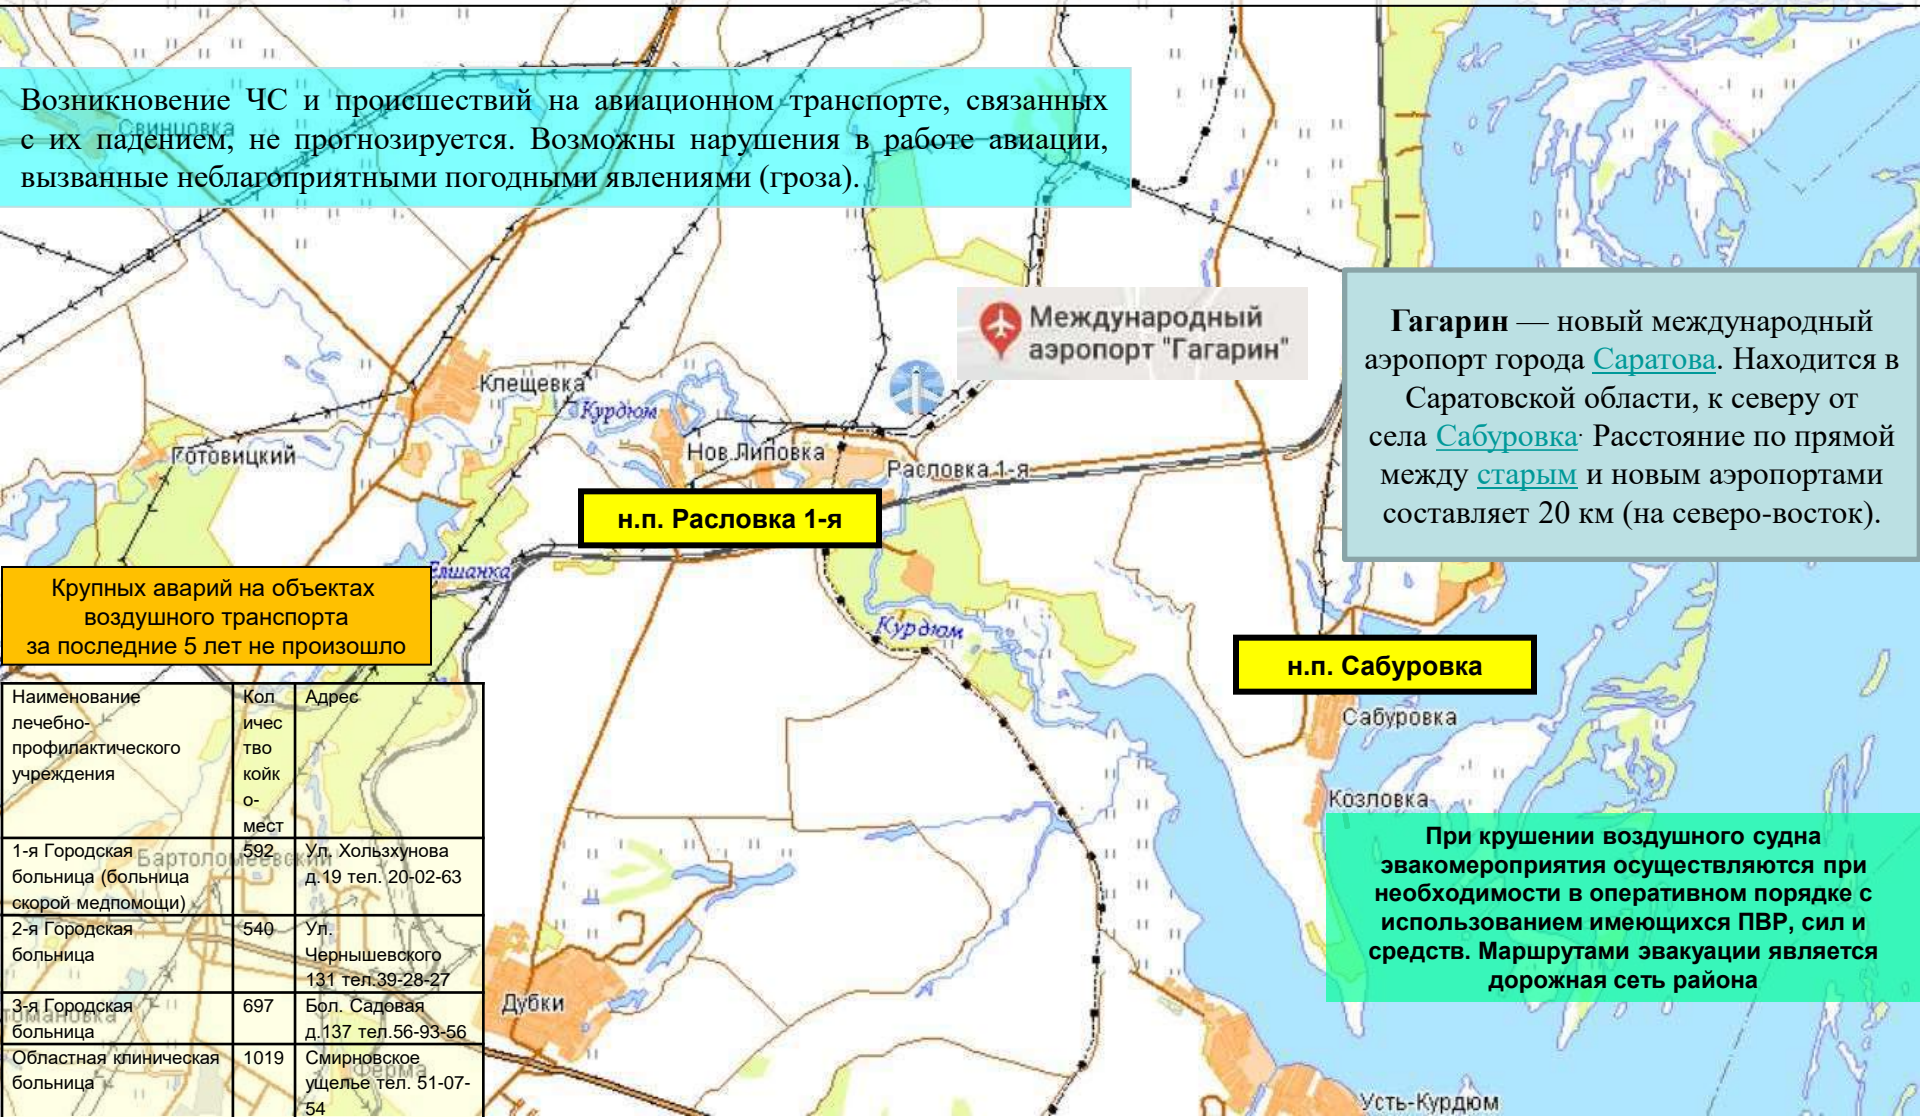 Возникновение ЧС и происшествий на авиационном транспорте, связанных
с их падением, не прогнозируется. Возможны нарушения в работе авиации,
вызванные неблагоприятными погодными явлениями (гроза).
Свинцовка
Международный
аэропорт "Гагарин"
Гагарин — новый международный
аэропорт города Саратова. Находится в
Саратовской области, к северу от
села Сабуровка. Расстояние по прямой
между старым и новым аэропортами
составляет 20 км (на северо-восток).
Клещевка
Курдюм
Готовицкий
Нов.Липовка
Расловка 1-я
н.п. Расловка 1-я
Елшанка
Курдюм
Крупных аварий на объектах
воздушного транспорта
за последние 5 лет не произошло
н.п. Сабуровка
Сабуровка
Козловка
Наименование
лечебно-
профилактического
учреждения
Кол
ичес
тво
койк
о-
мест
Адрес
1-я Городская
больница (больница
скорой медпомощи)
592
Ул. Хользхунова
д.19 тел. 20-02-63
Бартоломеевский
2-я Городская
больница
540
Ул.
Чернышевского
131 тел.39-28-27
3-я Городская
больница
697
Бол. Садовая
д.137 тел.56-93-56
Областная клиническая
больница
1019
Смирновское
ущелье тел. 51-07-
54
Ферма
Дубки
При крушении воздушного судна
эвакомероприятия осуществляются при
необходимости в оперативном порядке с
использованием имеющихся ПВР, сил и
средств. Маршрутами эвакуации является
дорожная сеть района
Усть-Курдюм